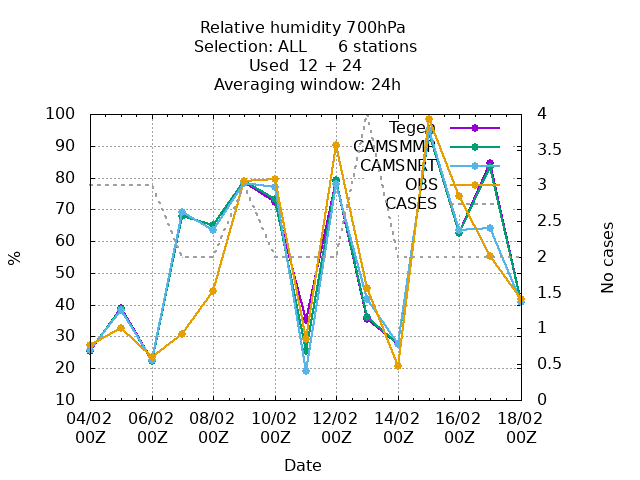 Relative humidity 700hPa
Selection: ALL      6 stations
Used  12 + 24
Averaging window: 24h
100
90
80
70
60
50
40
30
20
10
%
4
3.5
3
2.5
2
1.5
1
0.5
0
No cases
Tegen
CAMSMMA
CAMSNRT
OBS
CASES
04/02 06/02 08/02 10/02 12/02 14/02 16/02 18/02
00Z 00Z 00Z 00Z 00Z 00Z 00Z 00Z
Date